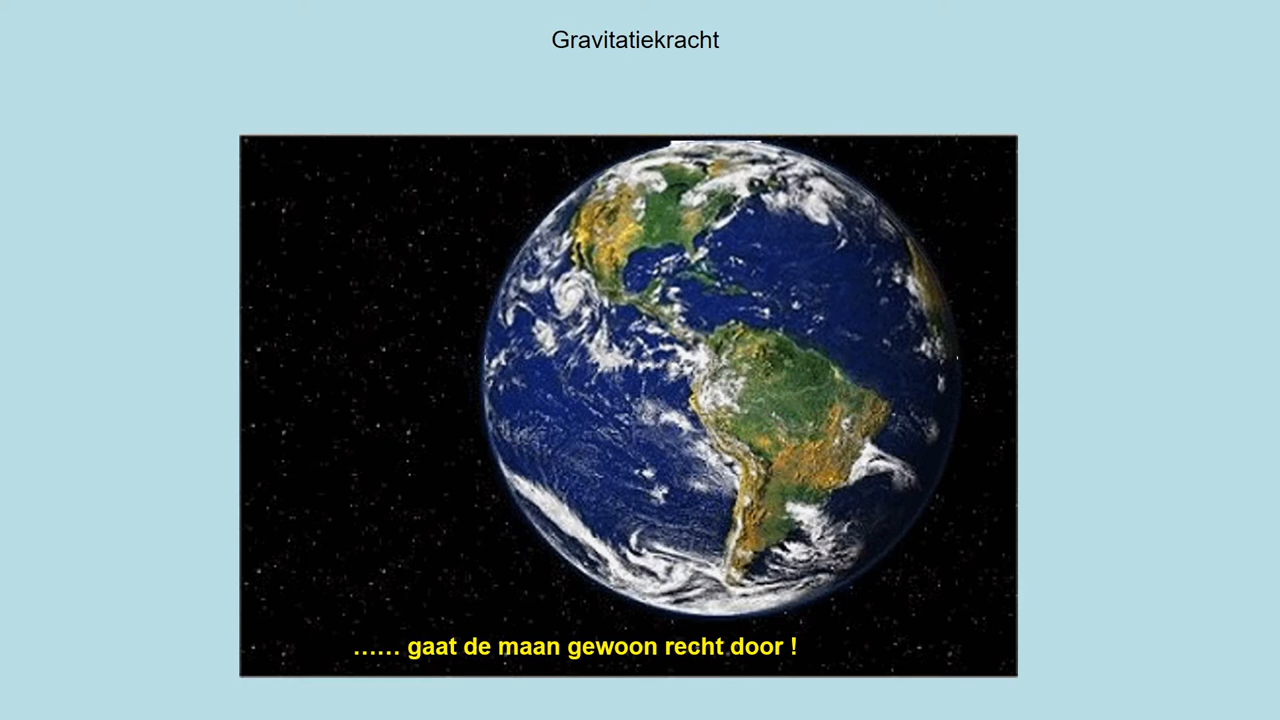 Gravitatiekracht
…… gaat de maan gewoon recht door !